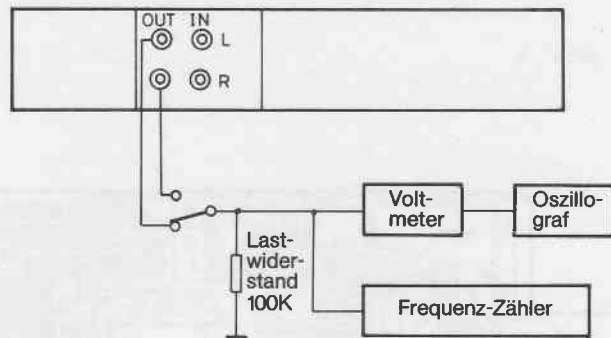 OUT IN
L
R
Volt-
meter
Oszillo-
graf
Last-
wider-
stand
100K
Frequenz-Zähler